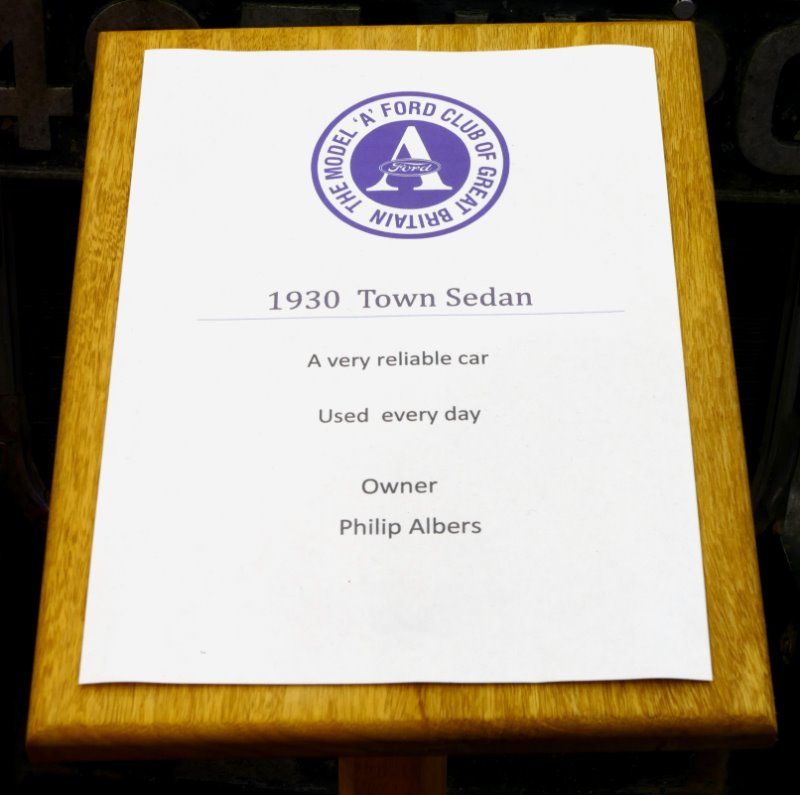 THE MODEL 'A' FORD CLUB OF GREAT BRITAIN
A
Ford
1930 Town Sedan
A very reliable car
Used every day
Owner
Philip Albers